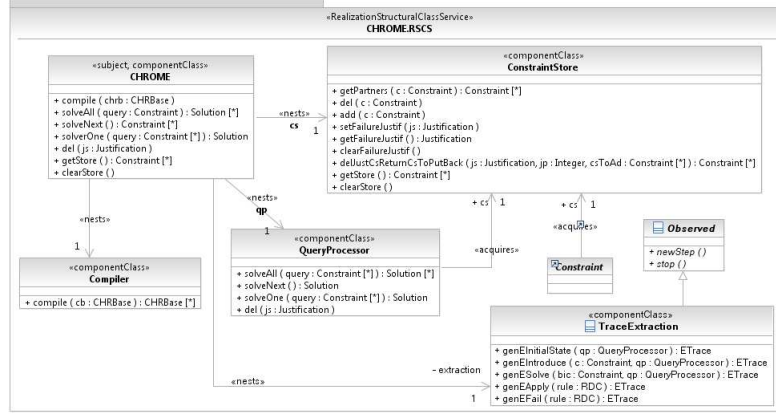 «RealizationStructuralClassService»
CHROME.RSCS
«subject, componentClass»
CHROME
+ compile ( chrb : CHRBase )
+ solveAll ( query : Constraint ) : Solution [*]
+ solveNext ( ) : Constraint [*]
+ solverOne ( query : Constraint [*] ) : Solution
+ del ( js : Justification )
+ getStore ( ) : Constraint [*]
+ clearStore ( )
«nests»
cs
1
«componentClass»
ConstraintStore
+ getPartners ( c : Constraint ) : Constraint [*]
+ del ( c : Constraint )
+ add ( c : Constraint )
+ setFailureJustif ( js : Justification )
+ getFailureJustif ( ) : Justification
+ clearFailureJustif ( )
+ delJustCsReturnCsToPutBack ( js : Justification, jp : Integer, csToAd : Constraint [*] ) : Constraint [*]
+ getStore ( ) : Constraint [*]
+ clearStore ( )
«nests»
1
«nests»
qp
1
+ cs 1
«acquires»
+ cs 1
«acquires»
«componentClass»
Compiler
+ compile ( cb : CHRBase ) : CHRBase [*]
«componentClass»
QueryProcessor
+ solveAll ( query : Constraint [*] ) : Solution [*]
+ solveNext ( ) : Solution
+ solveOne ( query : Constraint [*] ) : Solution
+ del ( js : Justification )
Constraint
Observed
+ newStep ( )
+ stop ( )
«componentClass»
TraceExtraction
+ genEInitialState ( qp : QueryProcessor ) : ETrace
+ genEIntroduce ( c : Constraint, qp : QueryProcessor ) : ETrace
+ genESolve ( bic : Constraint, qp : QueryProcessor ) : ETrace
+ genEApply ( rule : RDC ) : ETrace
+ genEFail ( rule : RDC ) : ETrace
«nests»
- extraction
1